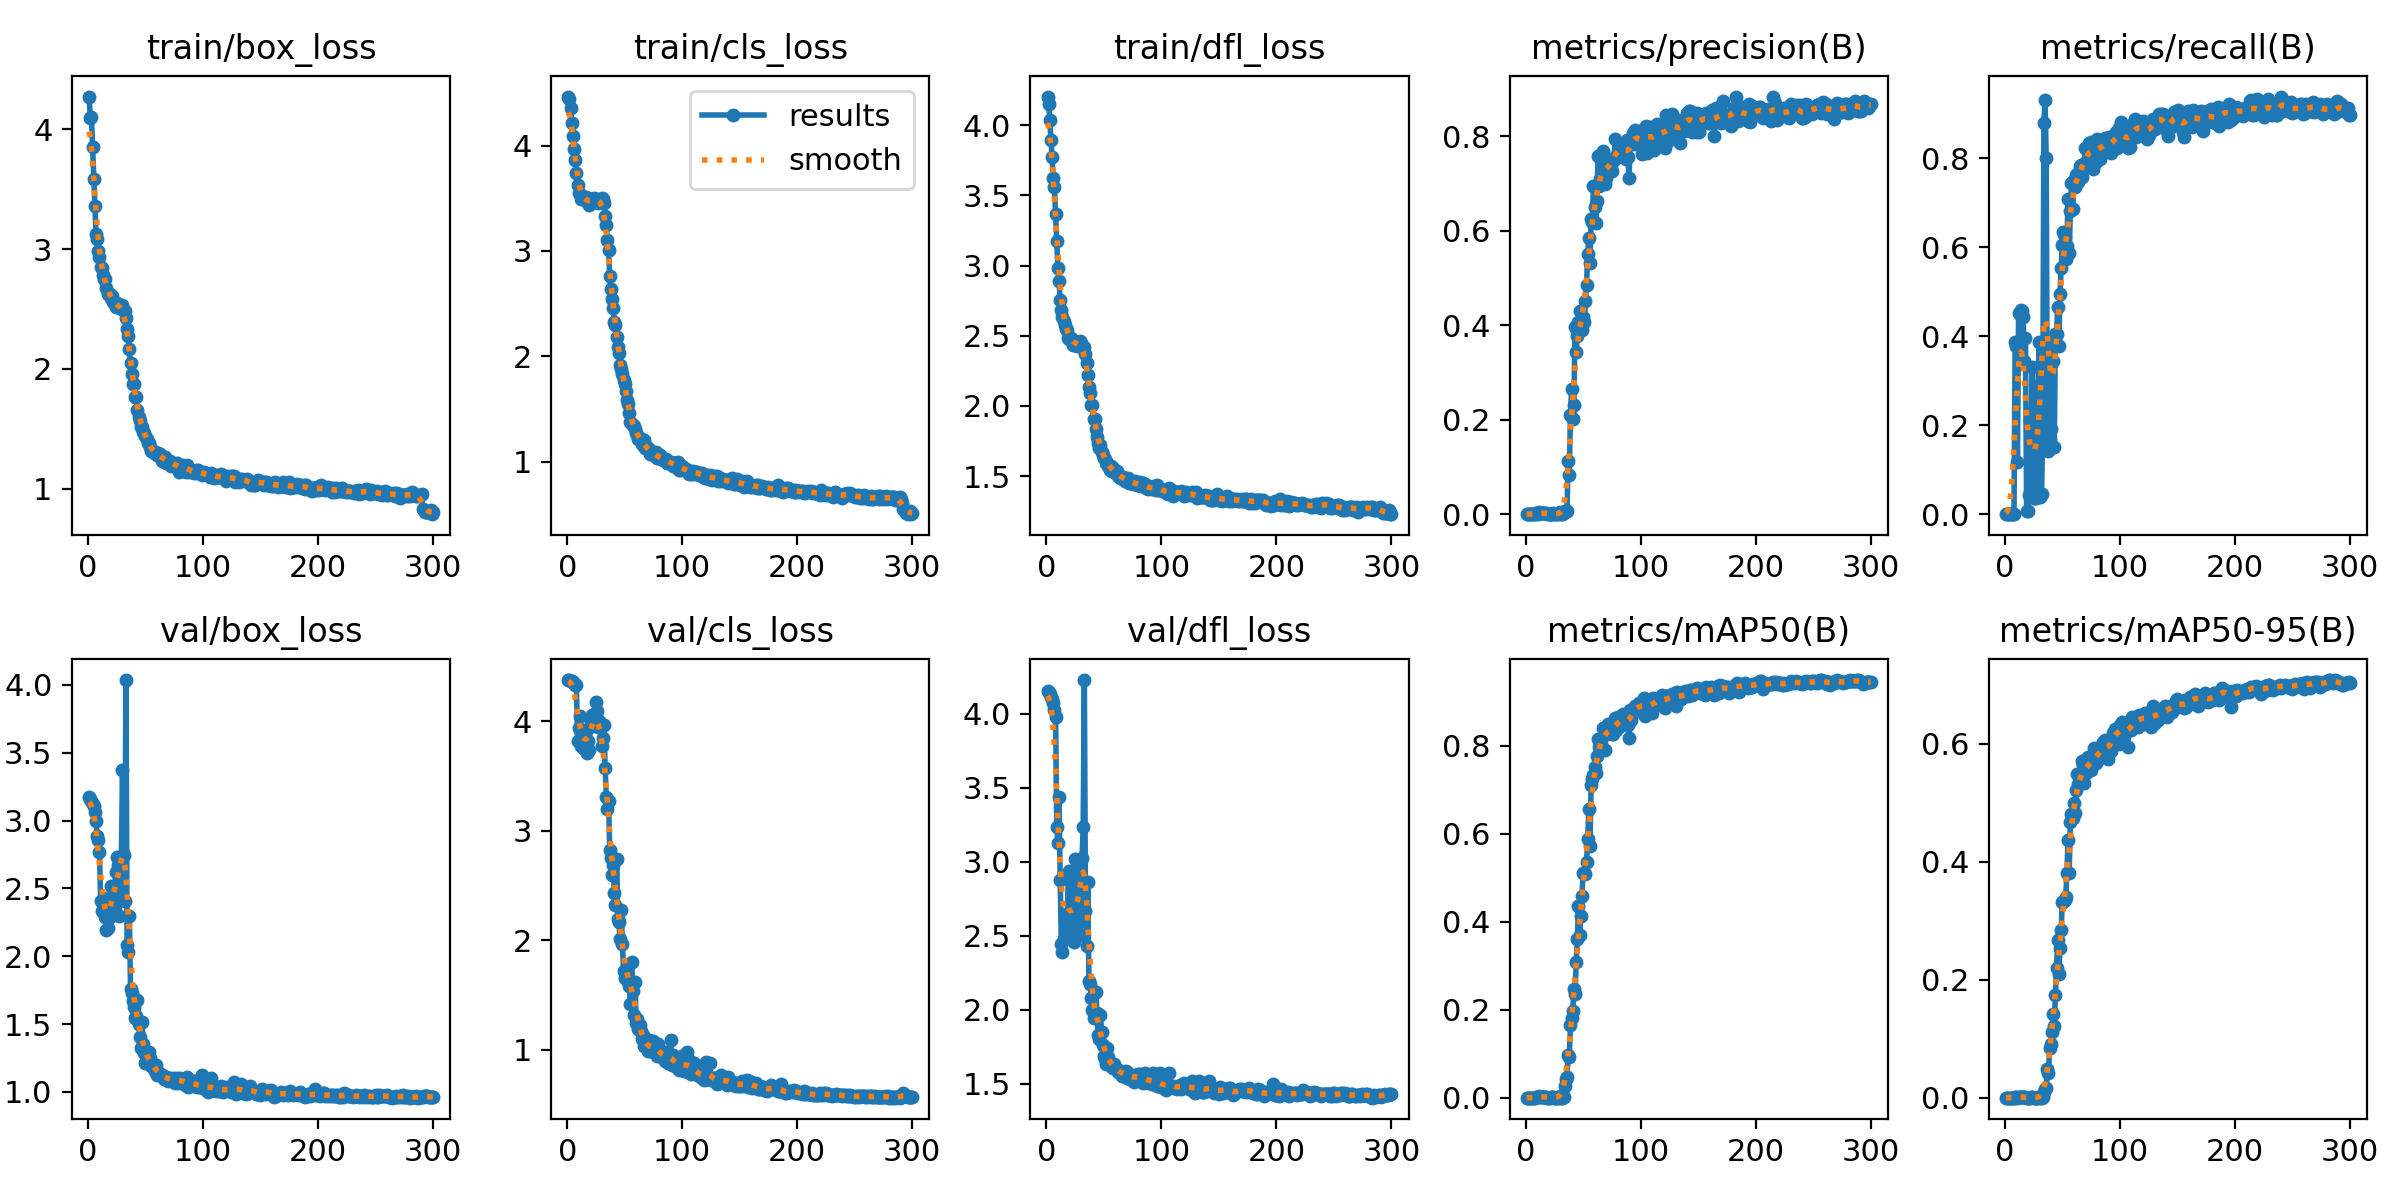 train/box_loss
train/cls_loss
train/dfl_loss
metrics/precision(B)
metrics/recall(B)
results
smooth
4
3
2
1
0 100 200 300
4
3
2
1
0 100 200 300
4.0
3.5
3.0
2.5
2.0
1.5
0 100 200 300
0.8
0.6
0.4
0.2
0.0
0 100 200 300
0.8
0.6
0.4
0.2
0.0
0 100 200 300
val/box_loss
val/cls_loss
val/dfl_loss
metrics/mAP50(B)
metrics/mAP50-95(B)
4.0
3.5
3.0
2.5
2.0
1.5
1.0
0 100 200 300
4
3
2
1
0 100 200 300
4.0
3.5
3.0
2.5
2.0
1.5
0 100 200 300
0.8
0.6
0.4
0.2
0.0
0 100 200 300
0.6
0.4
0.2
0.0
0 100 200 300